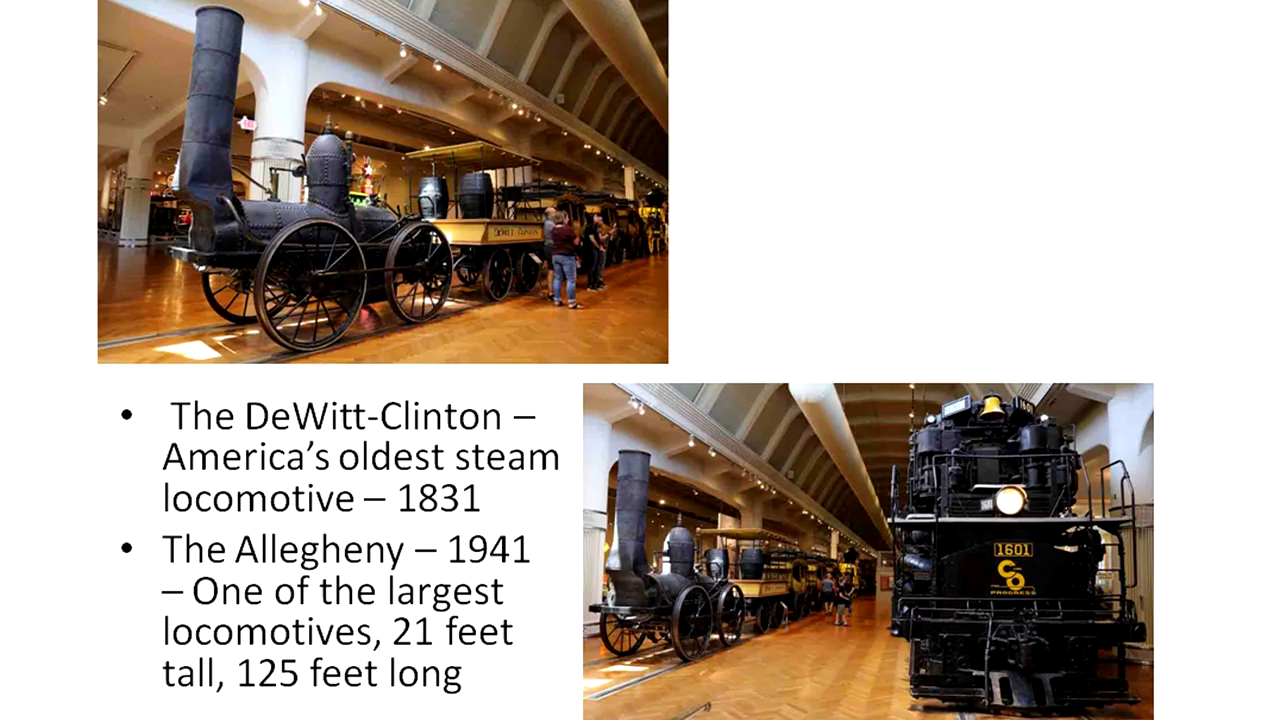 DEWITT CLINTON
• The DeWitt-Clinton –
America's oldest steam
locomotive – 1831
• The Allegheny – 1941
– One of the largest
locomotives, 21 feet
tall, 125 feet long
1601
1601
C&O
PROGRESS